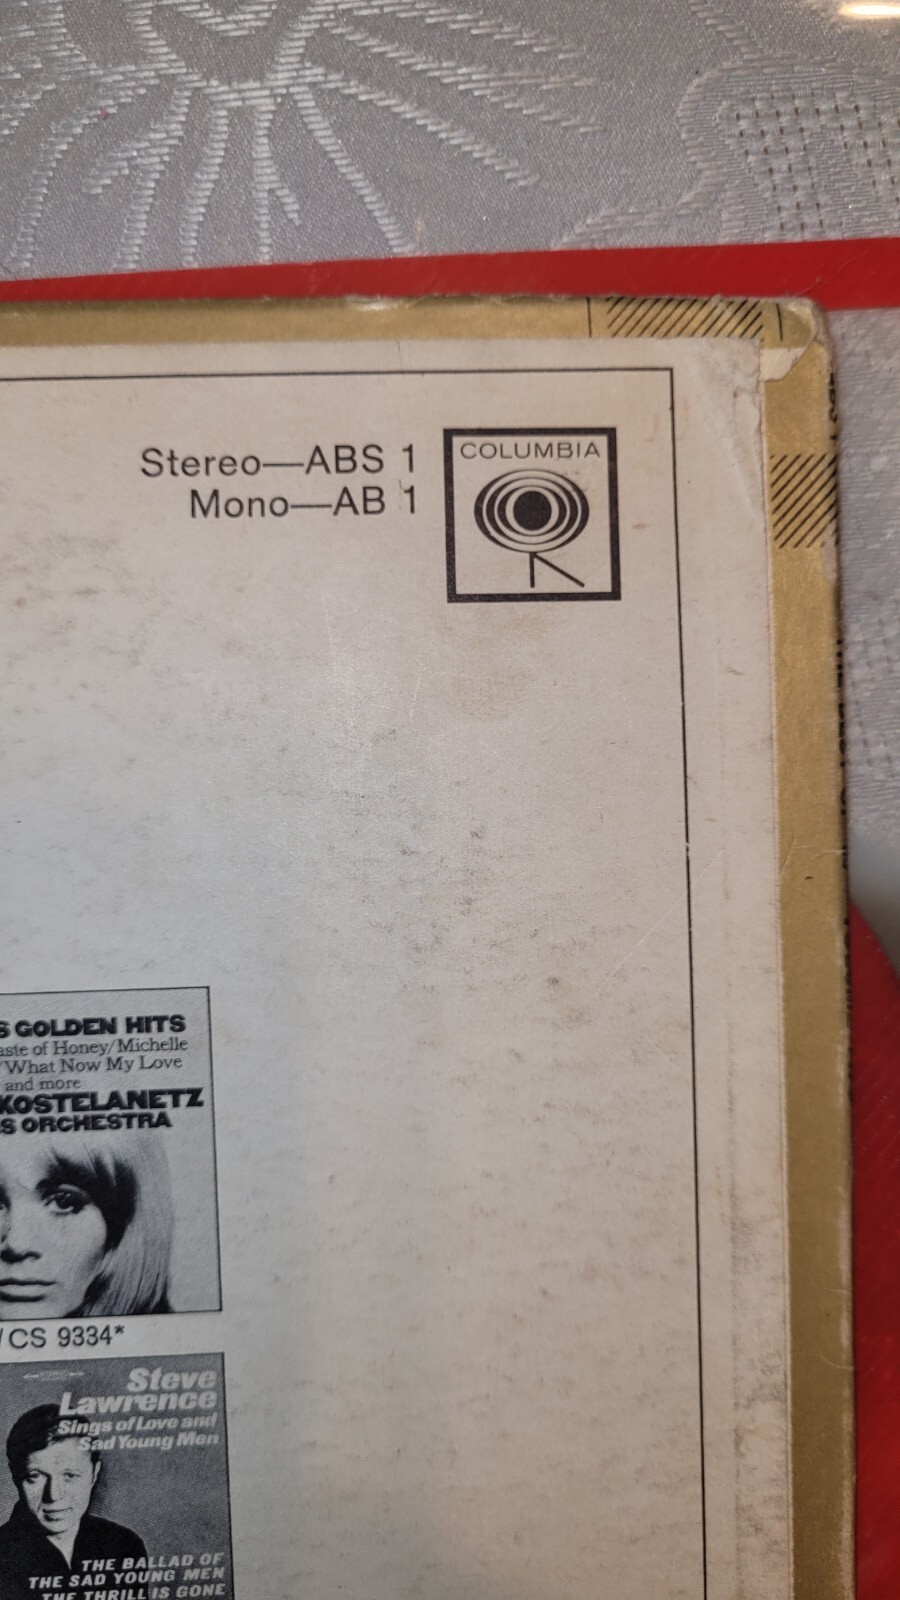 Stereo—ABS 1
Mono—AB 1
COLUMBIA
GOLDEN HITS
of Honey/Michelle
What Now My Love
and more
KOSTELANETZ
ORCHESTRA
/CS 9334*
Steve
Lawrence
Sings of Love and
Sad Young Men
THE BALLAD OF
THE SAD YOUNG MEN
THE THRILL IS GONE